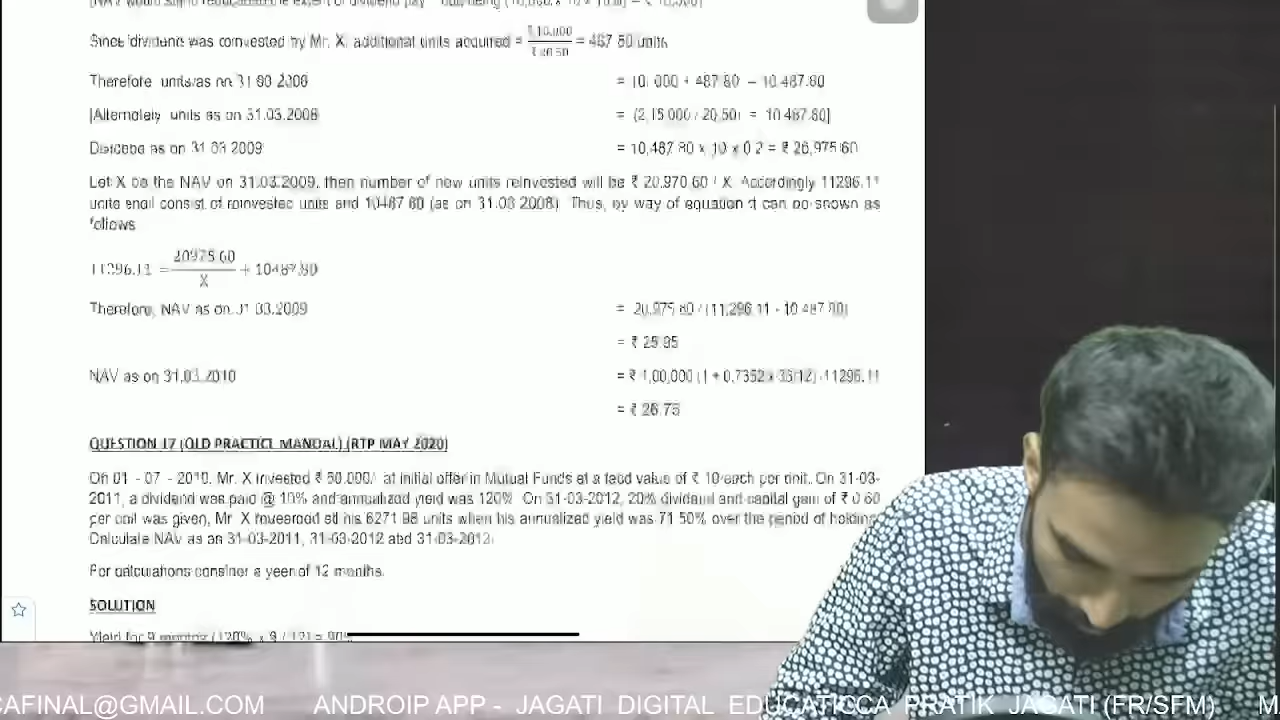 Since dividend was reinvested by Mr. X, additional units acquired = ₹ 10,000 / ₹ 20.50 = 487.80 units
Therefore, units as on 31.03.2008 = 10,000 + 487.80 = 10,487.80
[Alternately, units as on 31.03.2008 = (2,15,000 / 20.50) = 10,487.80]
Dividend as on 31.03.2009 = 10,487.80 x 10 x 0.2 = ₹ 20,975.60
Let X be the NAV on 31.03.2009, then number of new units reinvested will be ₹ 20,975.60 / X. Accordingly 11296.11
units shall consist of reinvested units and 10487.80 (as on 31.03.2008). Thus, by way of equation it can be shown as
follows
11296.11 = 20975.60 / X + 10487.80
Therefore, NAV as on 31.03.2009 = 20,975.60 / (11,296.11 - 10,487.80)
= ₹ 25.95
NAV as on 31.03.2010 = ₹ 1,00,000 (1 + 0.7352 x
= ₹ 26.75
QUESTION 17 (OLD PRACTICE MANUAL) (RTP MAY 2020)
On 01 - 07 - 2010, Mr. X invested ₹ 50,000/- at initial offer in Mutual Funds at a face value of ₹ 10 each per unit. On 31-03-
2011, a dividend was paid @ 10% and annualized yield was 120%. On 31-03-2012, 20% dividend and capital gain of ₹ 0.60
per unit was given, Mr. X redeemed all his 6271.98 units when his annualized yield was 71.50% over the period of holding.
Calculate NAV as on 31-03-2011, 31-03-2012 and
For calculations consider a year of 12 months.
SOLUTION
Yield for 9 months (120% x 9 / 12) = 90%
CAFINAL@GMAIL.COM ANDROIP APP - JAGATI DIGITAL EDUCATICCA PRATIK JAGATI (FR/SFM) M